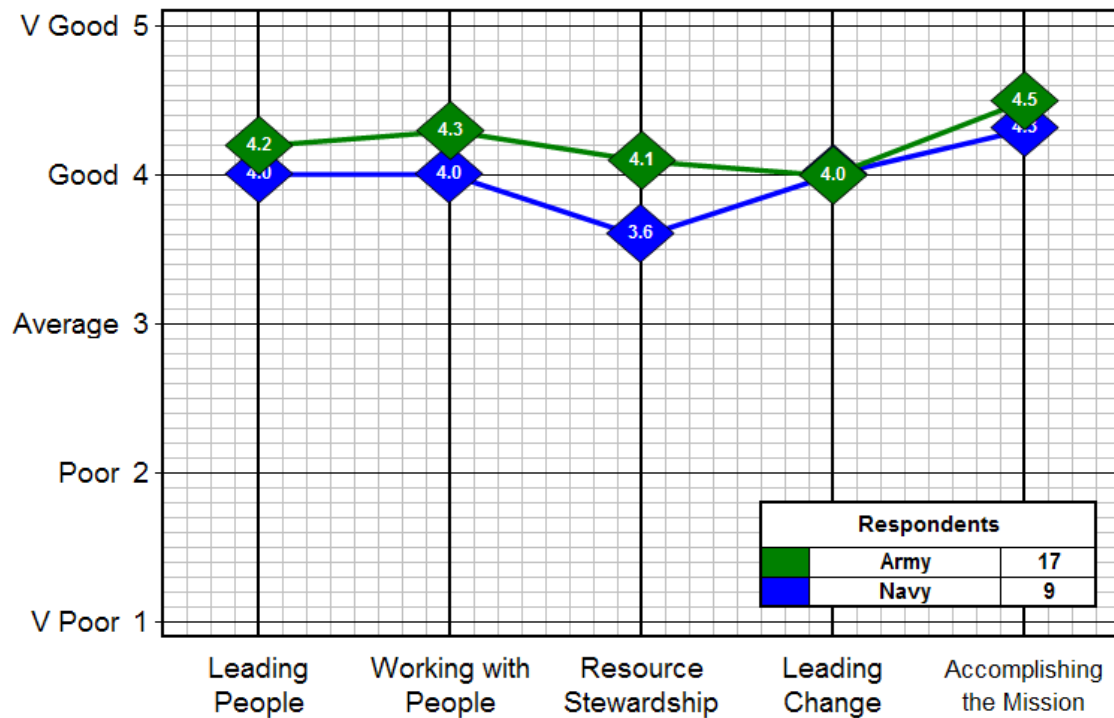 V Good 5
Good 4
Average 3
Poor 2
V Poor 1
4.2
4.3
4.1
4.0
4.5
4.0
4.0
3.6
4.3
Respondents
Army 17
Navy 9
Leading
People
Working with
People
Resource
Stewardship
Leading
Change
Accomplishing
the Mission